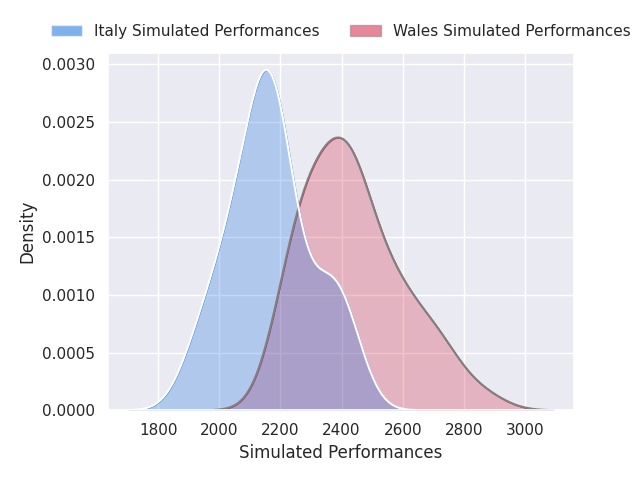 Italy Simulated Performances Wales Simulated Performances
0.0030
0.0025
0.0020
0.0015
0.0010
0.0005
0.0000
Density
1800 2000 2200 2400 2600 2800 3000
Simulated Performances